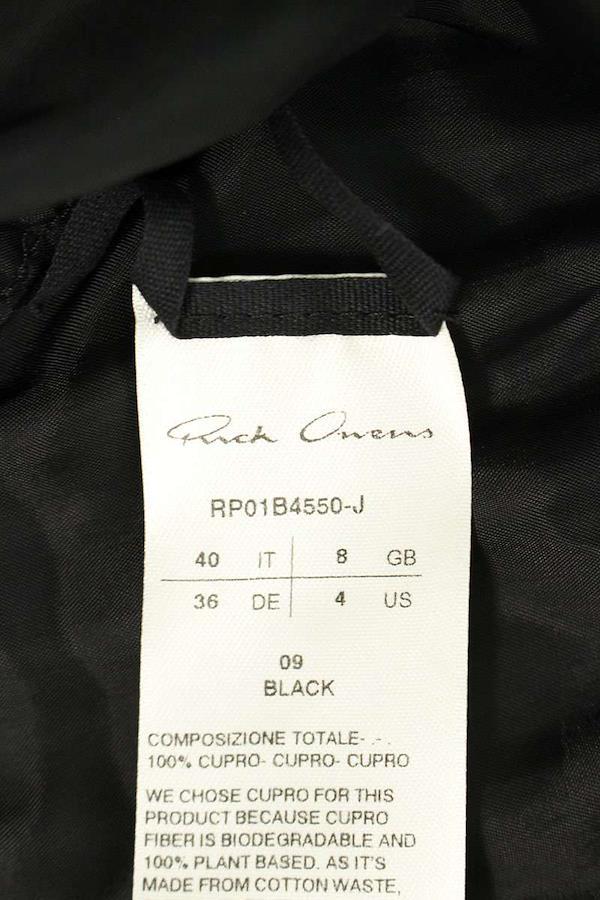 Rick Owens
RP01B4550-J
40 IT 8 GB
36 DE 4 US
09
BLACK
COMPOSIZIONE TOTALE- .- .
100% CUPRO- CUPRO- CUPRO
WE CHOSE CUPRO FOR THIS
PRODUCT BECAUSE CUPRO
FIBER IS BIODEGRADABLE AND
100% PLANT BASED. AS IT'S
MADE FROM COTTON WASTE,